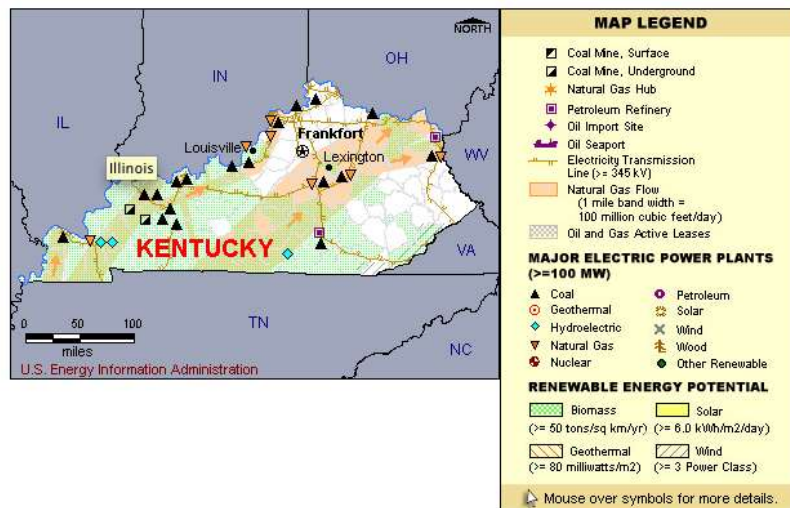 NORTH
OH
IN
IL
Louisville
Frankfort
Lexington
WV
Illinois
KENTUCKY
VA
TN
NC
0 50 100
miles
U.S. Energy Information Administration
MAP LEGEND
Coal Mine, Surface
Coal Mine, Underground
Natural Gas Hub
Petroleum Refinery
Oil Import Site
Oil Seaport
Electricity Transmission
Line (>= 345 kV)
Natural Gas Flow
(1 mile band width =
100 million cubic feet/day)
Oil and Gas Active Leases
MAJOR ELECTRIC POWER PLANTS
(>=100 MW)
Coal
Geothermal
Hydroelectric
Natural Gas
Nuclear
Petroleum
Solar
Wind
Wood
Other Renewable
RENEWABLE ENERGY POTENTIAL
Biomass
(>= 50 tons/sq km/yr)
Solar
(>= 6.0 kWh/m2/day)
Geothermal
(>= 80 milliwatts/m2)
Wind
(>= 3 Power Class)
Mouse over symbols for more details.